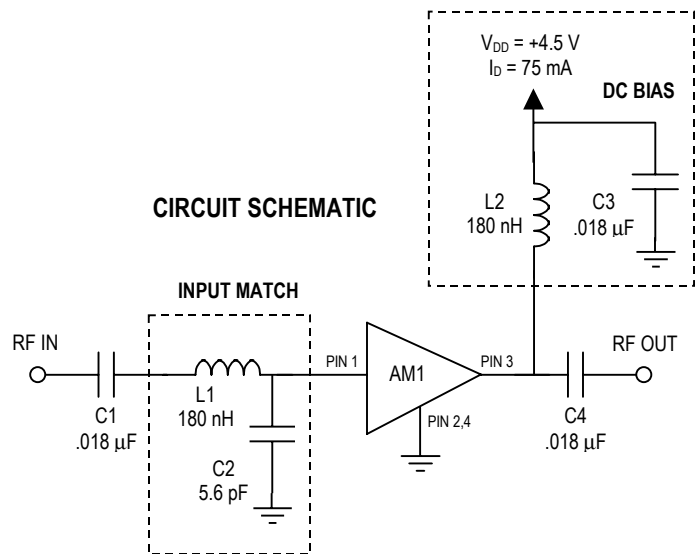 V_DD = +4.5 V
I_D = 75 mA
DC BIAS
L2
180 nH
C3
.018 µF
CIRCUIT SCHEMATIC
INPUT MATCH
RF IN
C1
.018 µF
L1
180 nH
C2
5.6 pF
PIN 1
AM1
PIN 3
PIN 2,4
C4
.018 µF
RF OUT